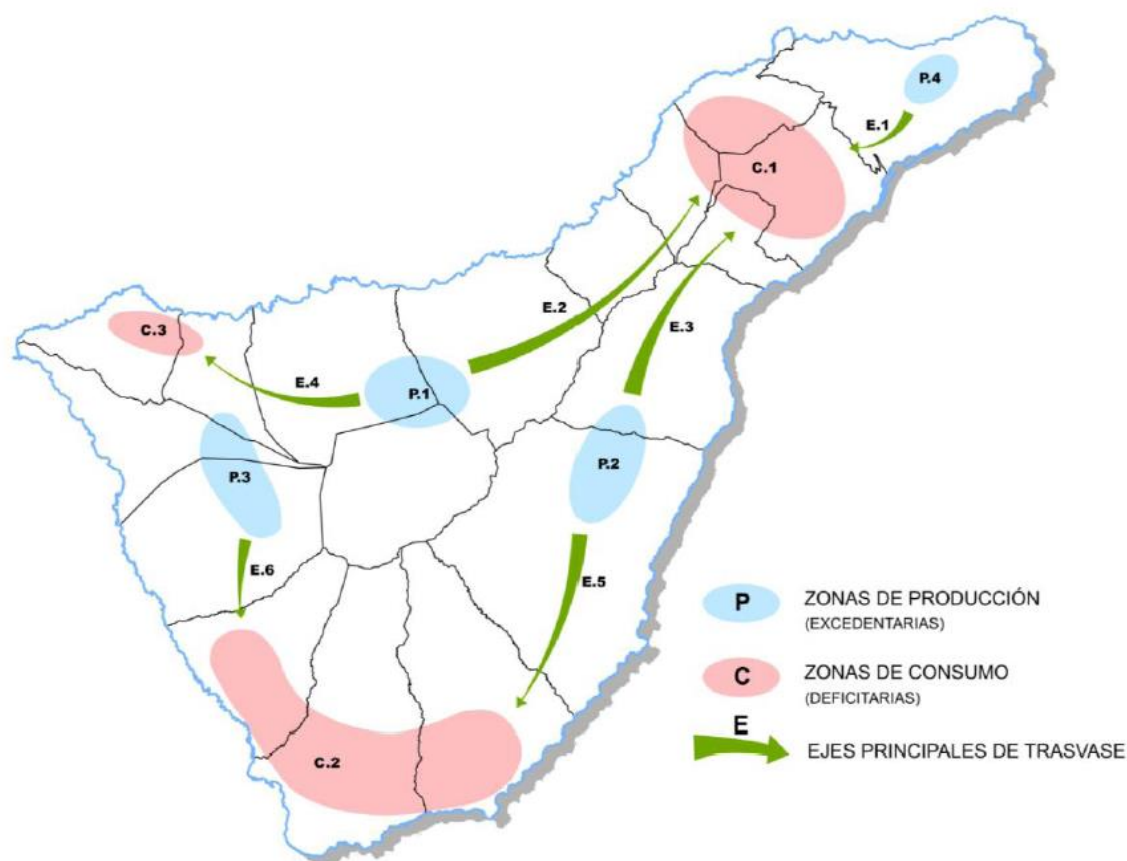 P.4
E.1
C.1
E.2
C.3
E.3
E.4
P.1
P.2
P.3
E.6
E.5
C.2
P
ZONAS DE PRODUCCIÓN
(EXCEDENTARIAS)
C
ZONAS DE CONSUMO
(DEFICITARIAS)
E
EJES PRINCIPALES DE TRASVASE